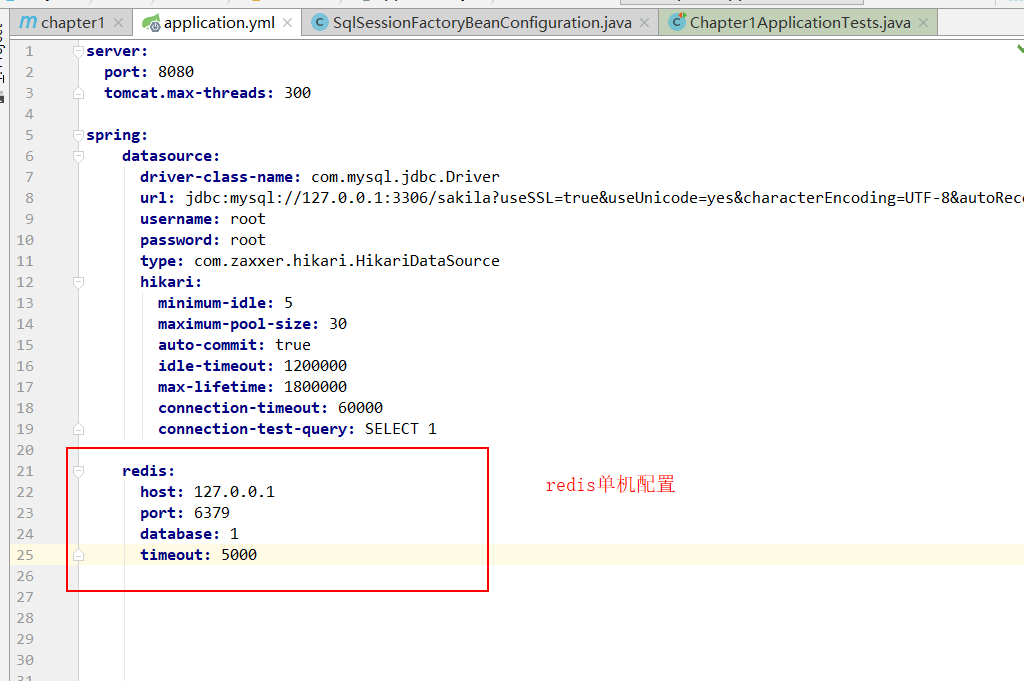 chapter1
application.yml
SqlSessionFactoryBeanConfiguration.java
Chapter1ApplicationTests.java
1 server:
2 port: 8080
3 tomcat.max-threads: 300
4
5 spring:
6 datasource:
7 driver-class-name: com.mysql.jdbc.Driver
8 url: jdbc:mysql://127.0.0.1:3306/sakila?useSSL=true&useUnicode=yes&characterEncoding=UTF-8&autoRec
9 username: root
10 password: root
11 type: com.zaxxer.hikari.HikariDataSource
12 hikari:
13 minimum-idle: 5
14 maximum-pool-size: 30
15 auto-commit: true
16 idle-timeout: 1200000
17 max-lifetime: 1800000
18 connection-timeout: 60000
19 connection-test-query: SELECT 1
20
21 redis:
22 host: 127.0.0.1
redis单机配置
23 port: 6379
24 database: 1
25 timeout: 5000
26
27
28
29
30